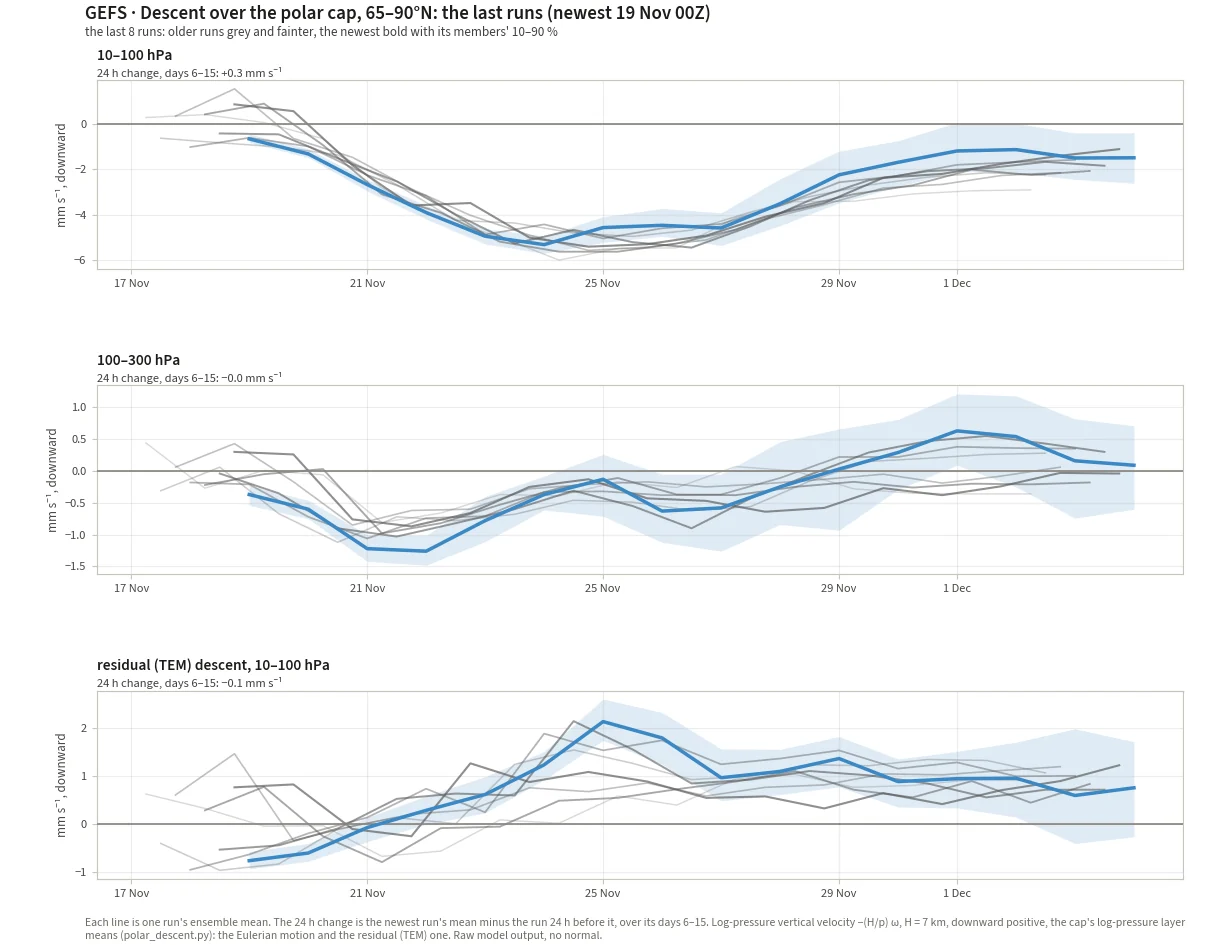 GEFS · Descent over the polar cap, 65–90°N: the last runs (newest 19 Nov 00Z)
the last 8 runs: older runs grey and fainter, the newest bold with its members' 10–90 %
10–100 hPa
24 h change, days 6–15: +0.3 mm s⁻¹
mm s⁻¹, downward
0
−2
−4
−6
17 Nov
21 Nov
25 Nov
29 Nov
1 Dec
100–300 hPa
24 h change, days 6–15: −0.0 mm s⁻¹
mm s⁻¹, downward
1.0
0.5
0.0
−0.5
−1.0
−1.5
17 Nov
21 Nov
25 Nov
29 Nov
1 Dec
residual (TEM) descent, 10–100 hPa
24 h change, days 6–15: −0.1 mm s⁻¹
mm s⁻¹, downward
2
1
0
−1
17 Nov
21 Nov
25 Nov
29 Nov
1 Dec
Each line is one run's ensemble mean. The 24 h change is the newest run's mean minus the run 24 h before it, over its days 6–15. Log-pressure vertical velocity −(H/p) ω, H = 7 km, downward positive, the cap's log-pressure layer
means (polar_descent.py): the Eulerian motion and the residual (TEM) one. Raw model output, no normal.